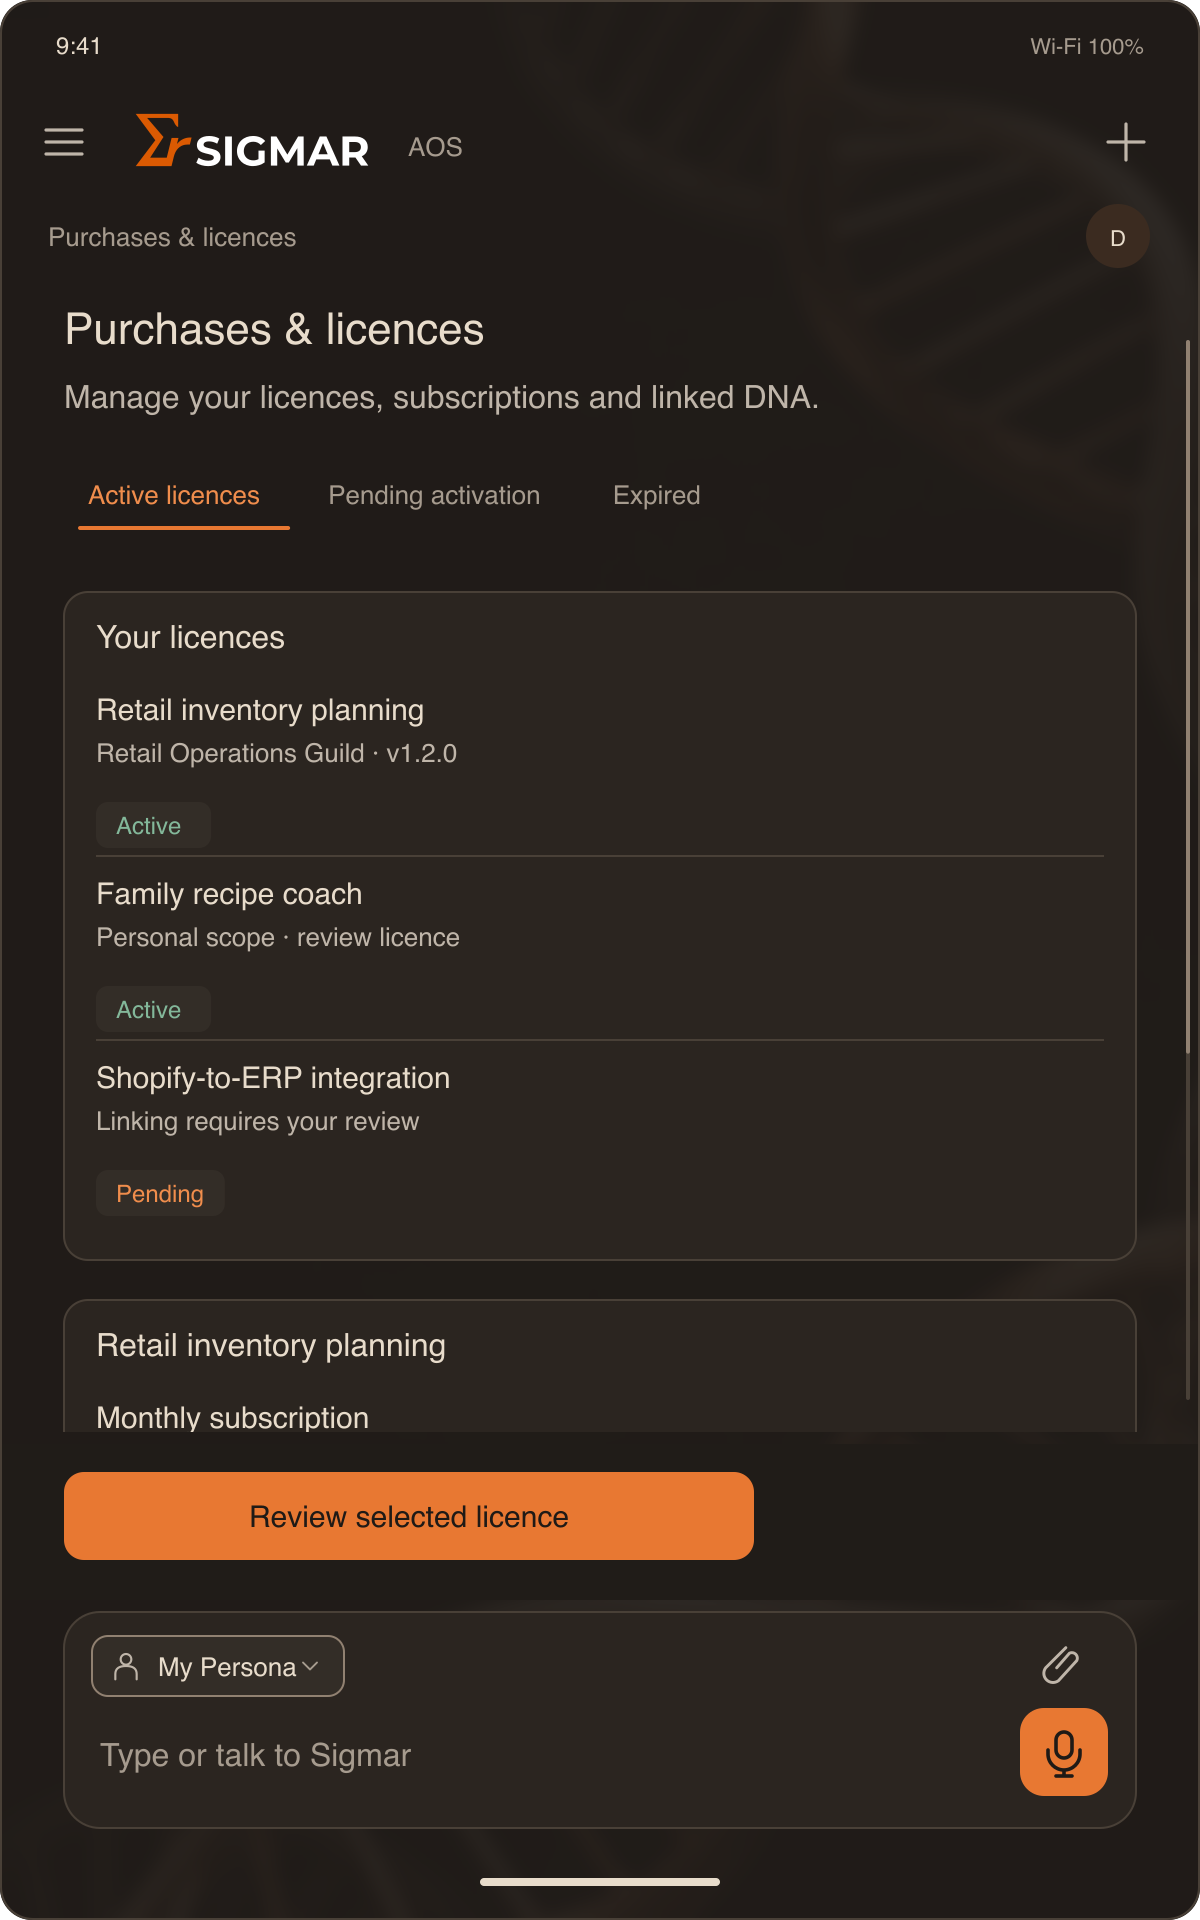 9:41
Wi-Fi 100%
Σr SIGMAR AOS
Purchases & licences
D
Purchases & licences
Manage your licences, subscriptions and linked DNA.
Active licences
Pending activation
Expired
Your licences
Retail inventory planning
Retail Operations Guild · v1.2.0
Active
Family recipe coach
Personal scope · review licence
Active
Shopify-to-ERP integration
Linking requires your review
Pending
Retail inventory planning
Monthly subscription
Review selected licence
My Persona
Type or talk to Sigmar